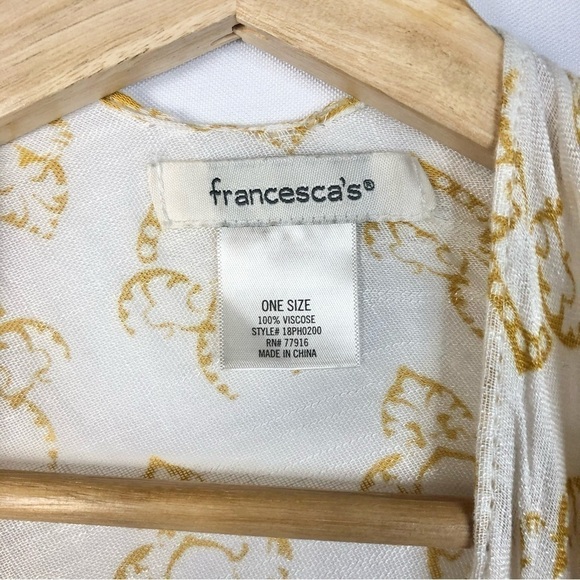 francesca's®
ONE SIZE
100% VISCOSE
STYLE# 18PH0200
RN# 77916
MADE IN CHINA